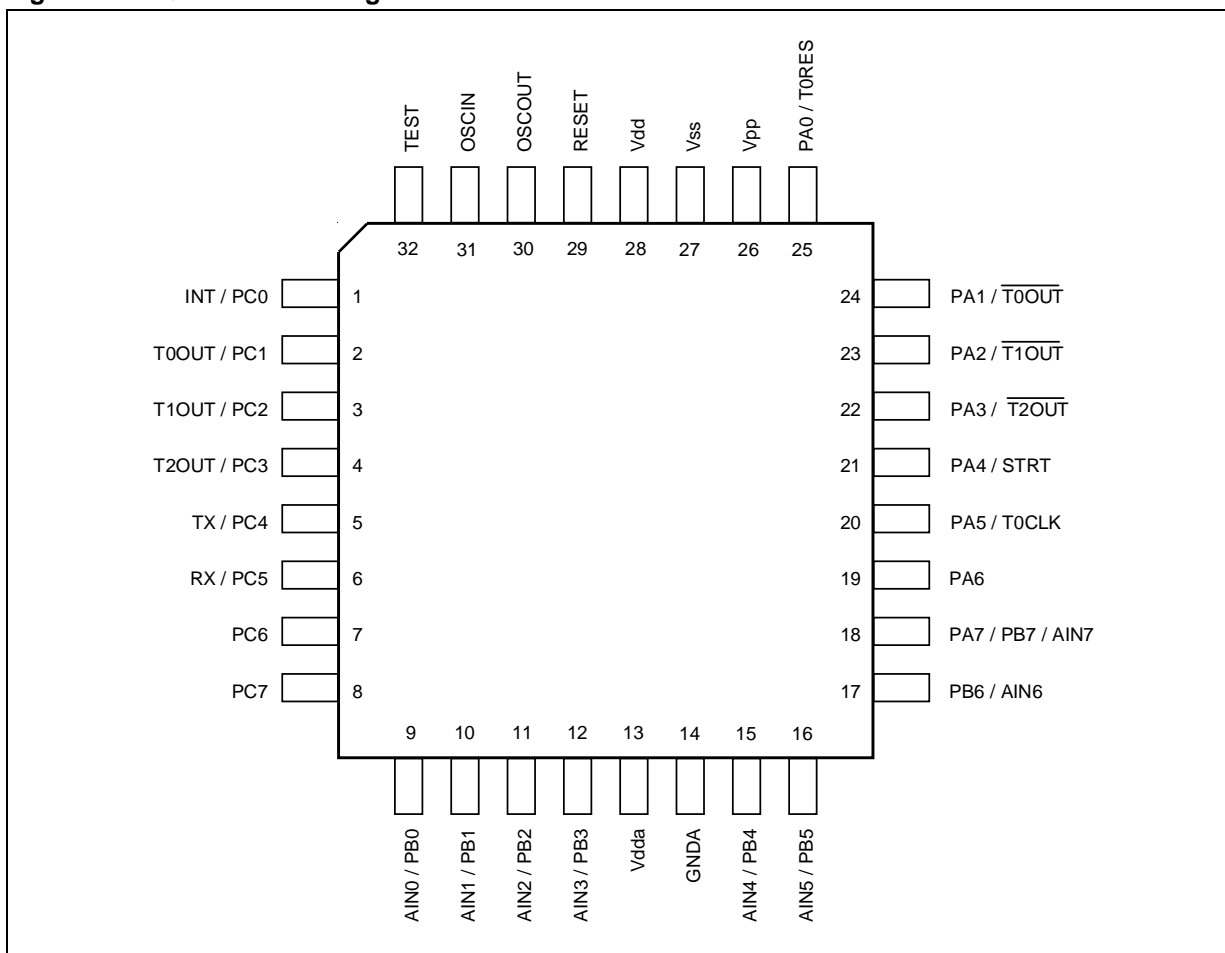 TEST
OSCIN
OSCOUT
RESET
Vdd
Vss
Vpp
PA0 / T0RES
32 31 30 29 28 27 26 25
INT / PC0 1 24 PA1 / T̅0̅O̅U̅T̅
T0OUT / PC1 2 23 PA2 / T̅1̅O̅U̅T̅
T1OUT / PC2 3 22 PA3 / T̅2̅O̅U̅T̅
T2OUT / PC3 4 21 PA4 / STRT
TX / PC4 5 20 PA5 / T0CLK
RX / PC5 6 19 PA6
PC6 7 18 PA7 / PB7 / AIN7
PC7 8 17 PB6 / AIN6
9 10 11 12 13 14 15 16
AIN0 / PB0
AIN1 / PB1
AIN2 / PB2
AIN3 / PB3
Vdda
GNDA
AIN4 / PB4
AIN5 / PB5